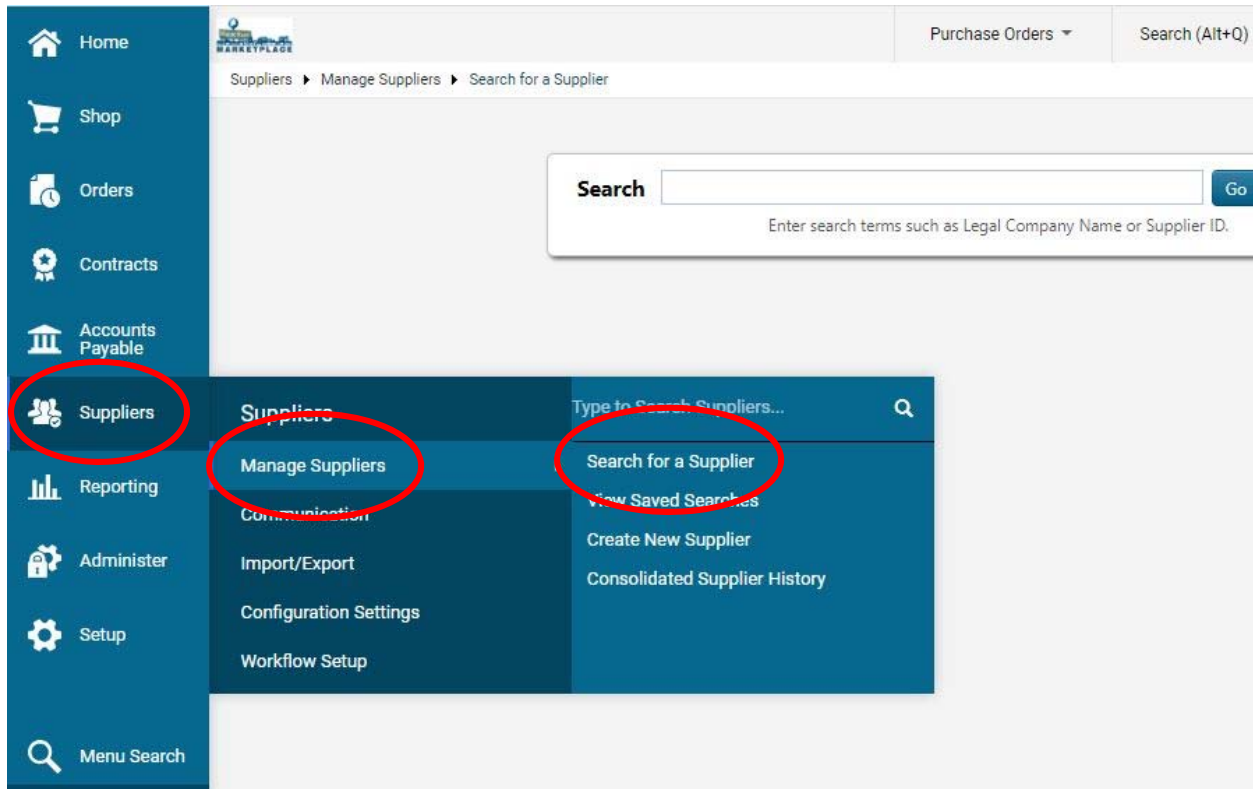 Home
MARKETPLACE
Purchase Orders
Search (Alt+Q)
Suppliers Manage Suppliers Search for a Supplier
Shop
Orders
Search
Go
Enter search terms such as Legal Company Name or Supplier ID.
Contracts
Accounts
Payable
Suppliers
Suppliers
Type to Search Suppliers...
Manage Suppliers
Search for a Supplier
Reporting
View Saved Searches
Communication
Create New Supplier
Administer
Import/Export
Consolidated Supplier History
Configuration Settings
Setup
Workflow Setup
Menu Search